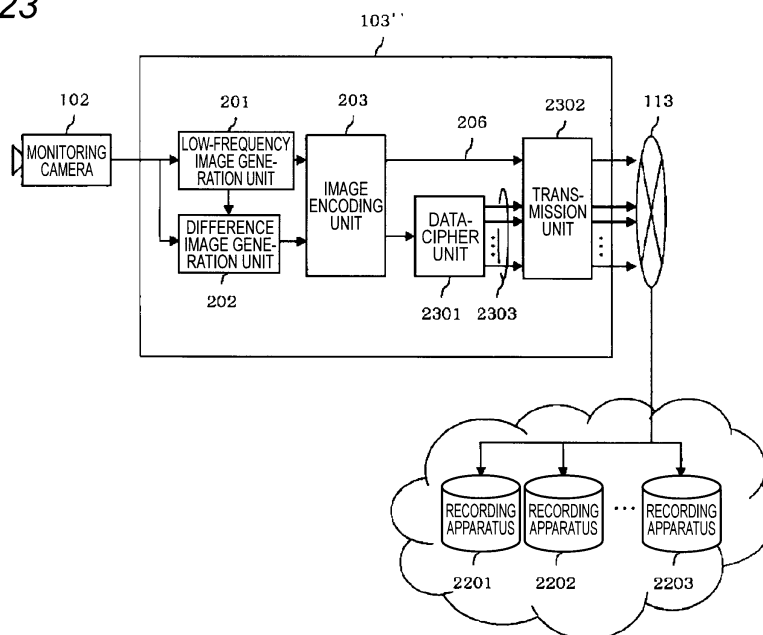 23
103''
102
201
203
206
2302
113
MONITORING
CAMERA
LOW-FREQUENCY
IMAGE GENE-
RATION UNIT
IMAGE
ENCODING
UNIT
TRANS-
MISSION
UNIT
DATA-
CIPHER
UNIT
DIFFERENCE
IMAGE GENE-
RATION UNIT
202
2301
2303
RECORDING
APPARATUS
RECORDING
APPARATUS
RECORDING
APPARATUS
2201
2202
2203